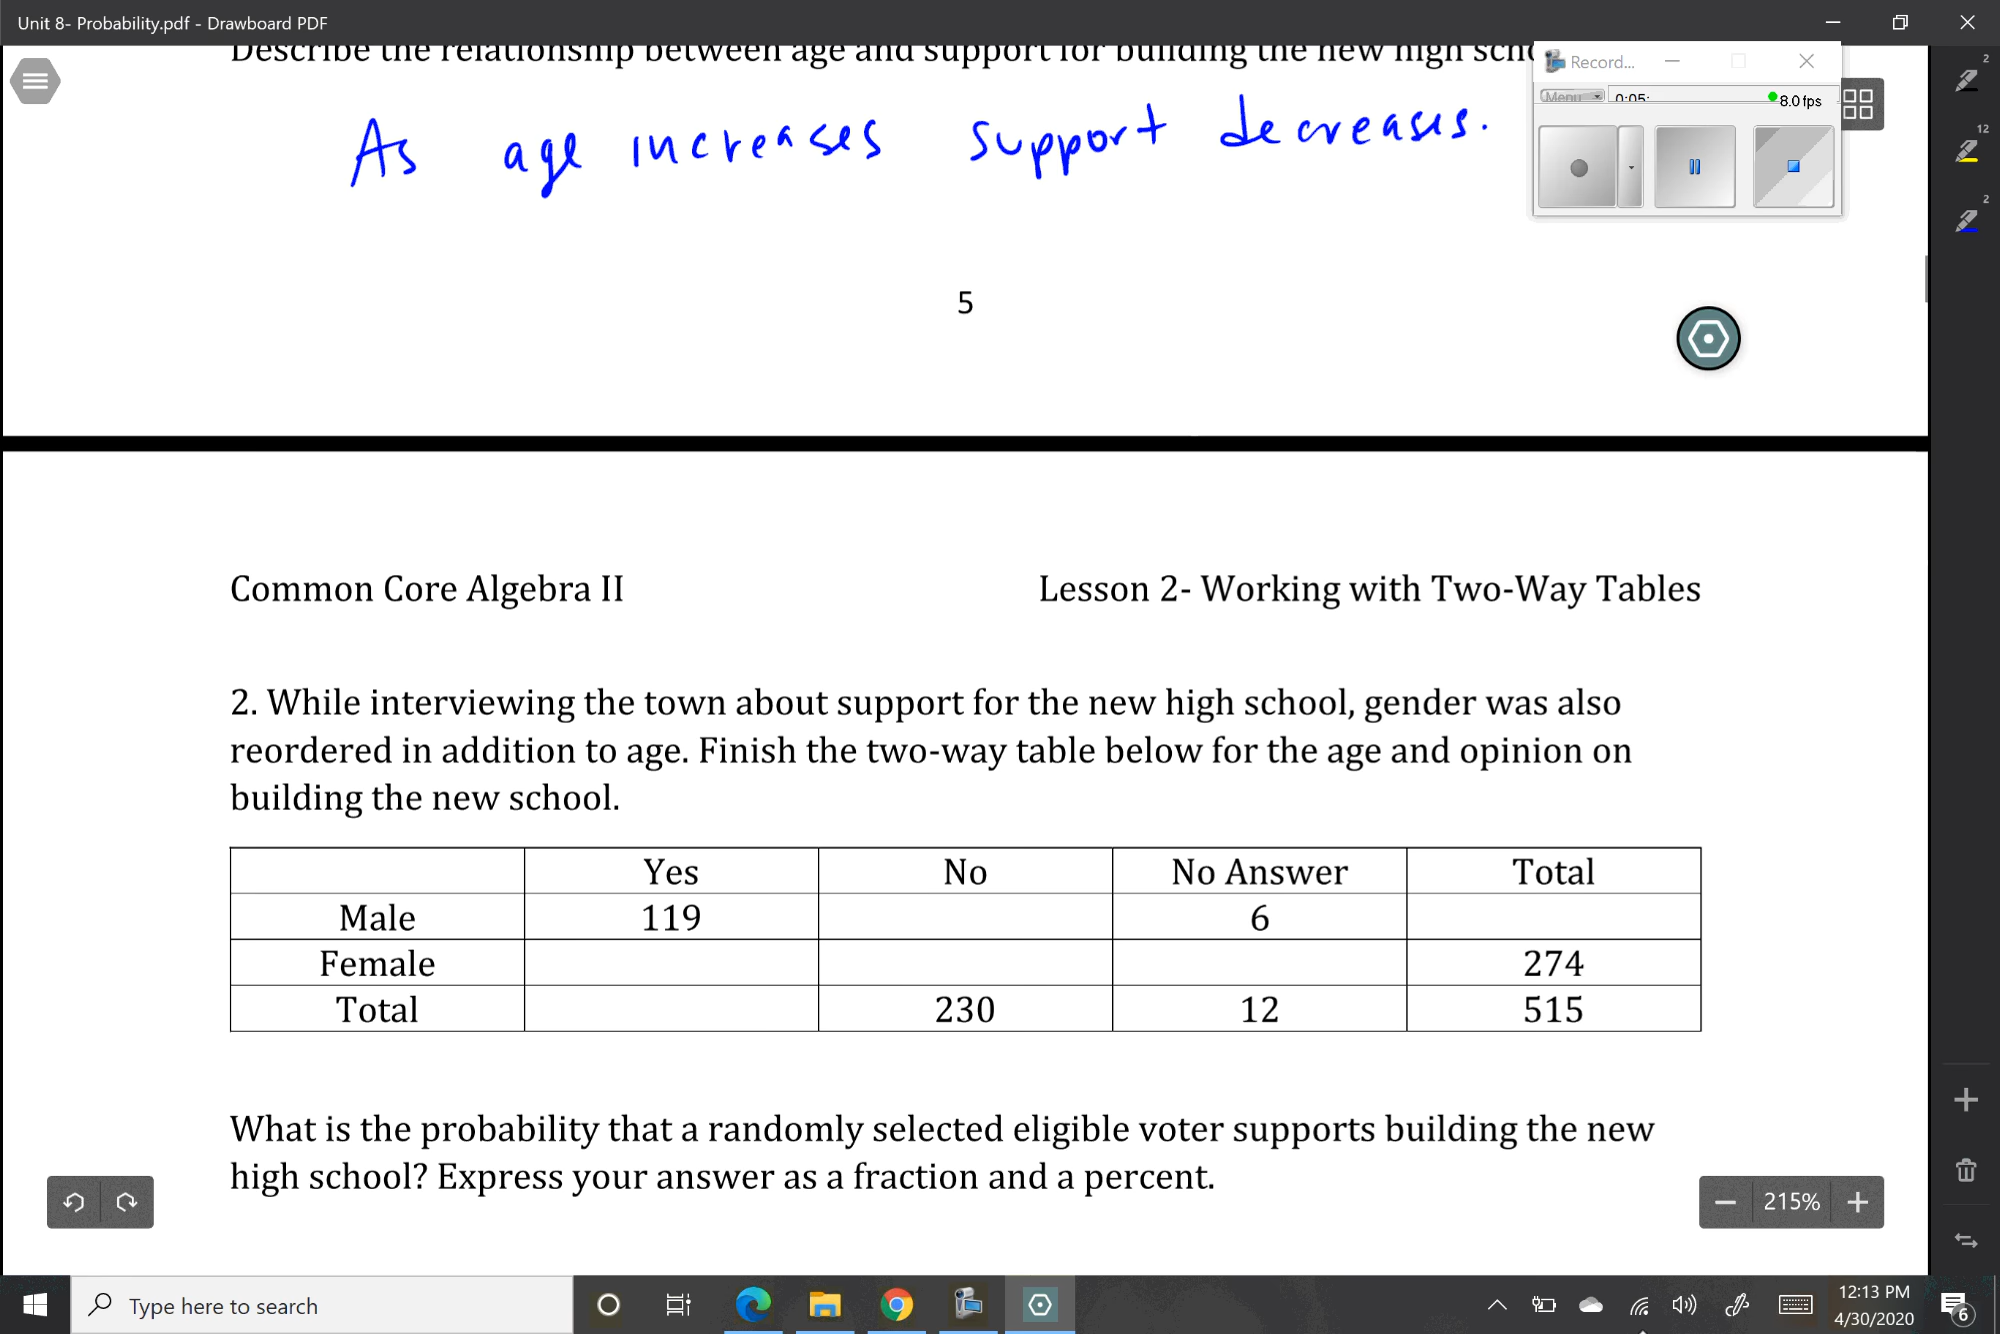 Unit 8- Probability.pdf - Drawboard PDF
Describe the relationship between age and support for building the new high scho
Record...
Menu
0:05:
8.0 fps
As age increases support decreases.
2
12
2
5
Common Core Algebra II
Lesson 2- Working with Two-Way Tables
2. While interviewing the town about support for the new high school, gender was also
reordered in addition to age. Finish the two-way table below for the age and opinion on
building the new school.
Yes No No Answer Total
Male 119 6
Female 274
Total 230 12 515
What is the probability that a randomly selected eligible voter supports building the new
high school? Express your answer as a fraction and a percent.
215%
Type here to search
12:13 PM
4/30/2020
6